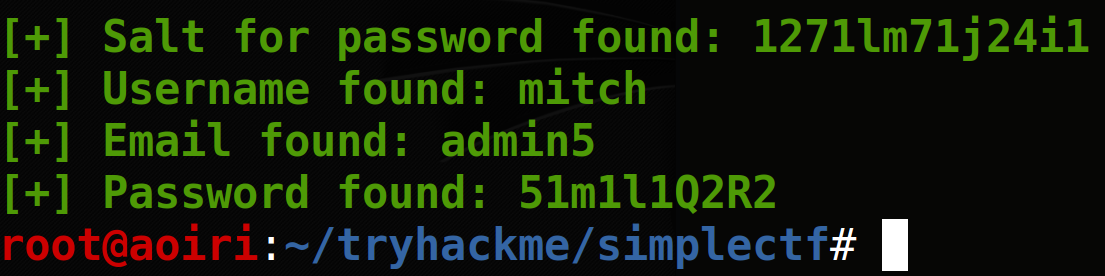 [+] Salt for password found: 1271lm71j24i1
[+] Username found: mitch
[+] Email found: admin5
[+] Password found: 51m1l1Q2R2
root@aoiri:~/tryhackme/simplectf#